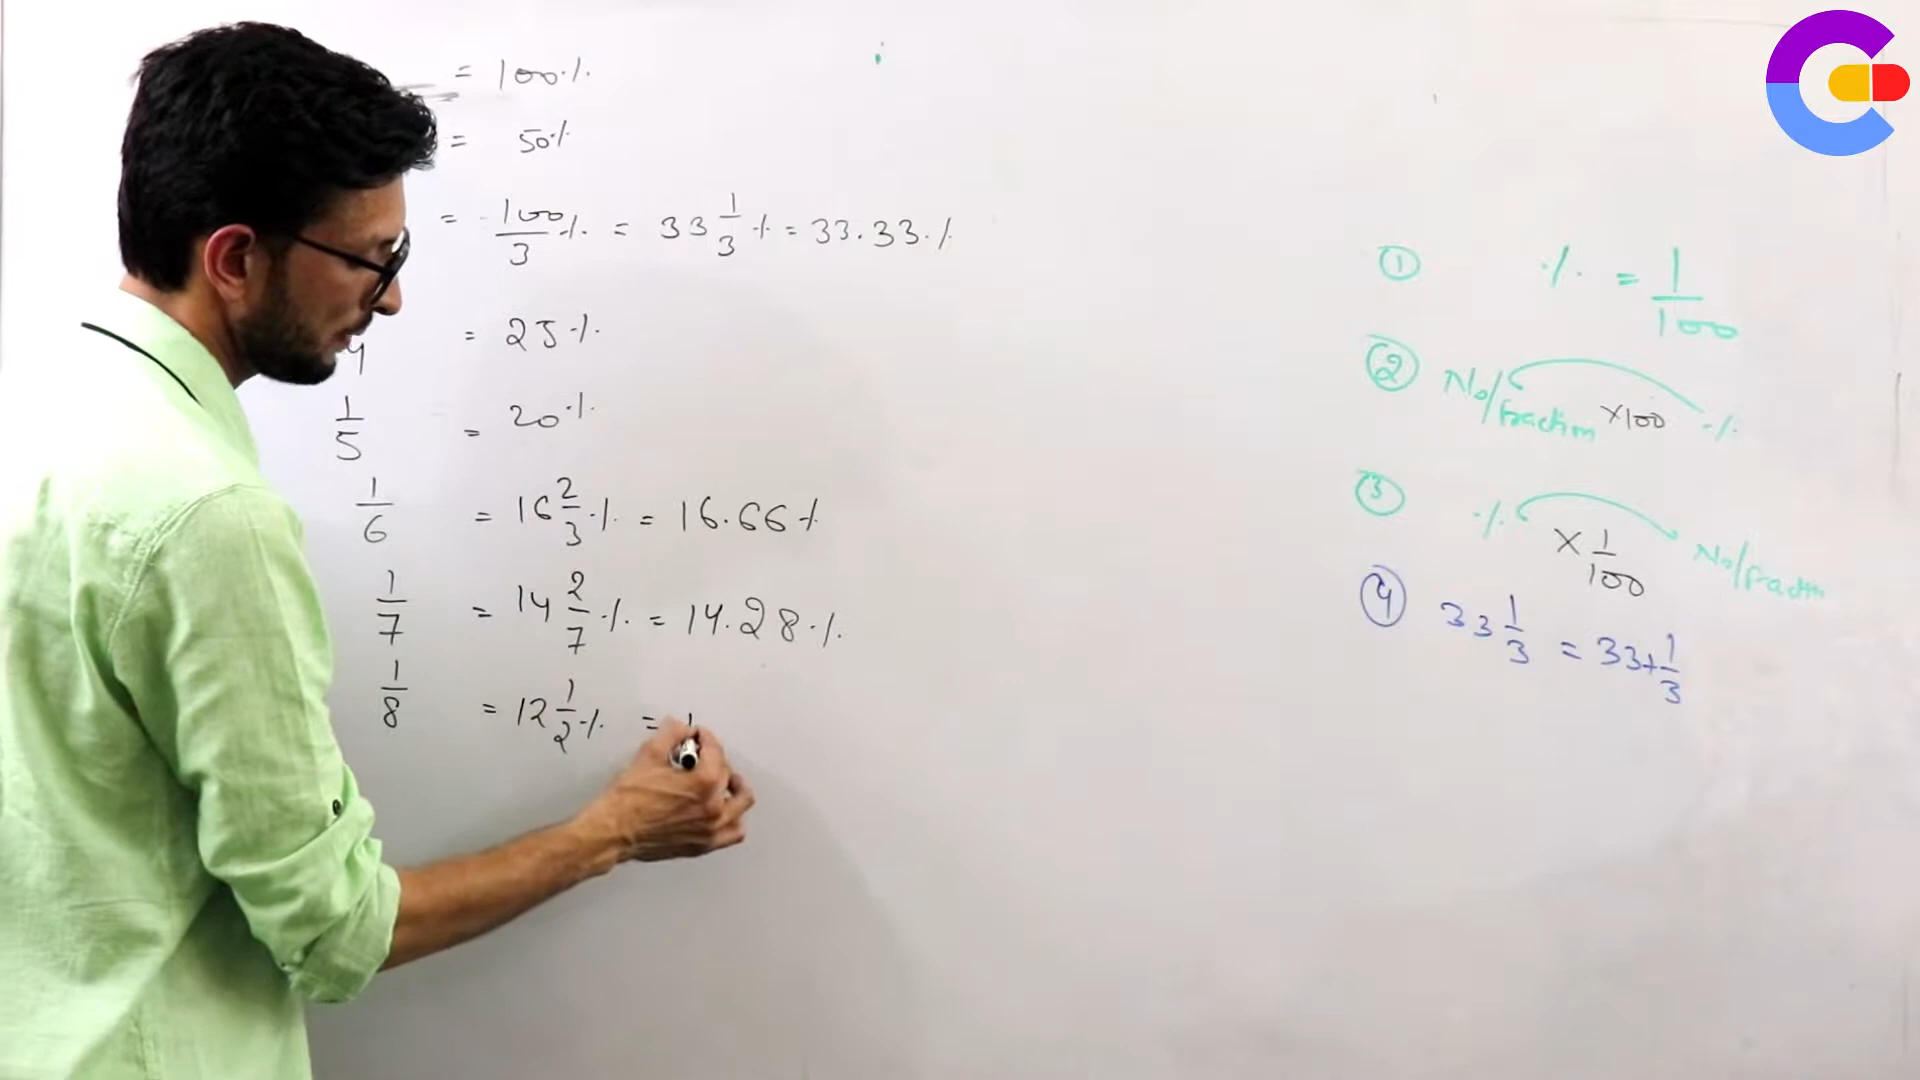 = 100%
= 50%
= 100/3 % = 33 1/3 % = 33.33%
4 = 25%
1/5 = 20%
1/6 = 16 2/3 % = 16.66%
1/7 = 14 2/7 % = 14.28%
1/8 = 12 1/2 % = 1
① % = 1/100
② No/fraction ×100 %
③ % × 1/100 No/fraction
④ 33 1/3 = 33+1/3